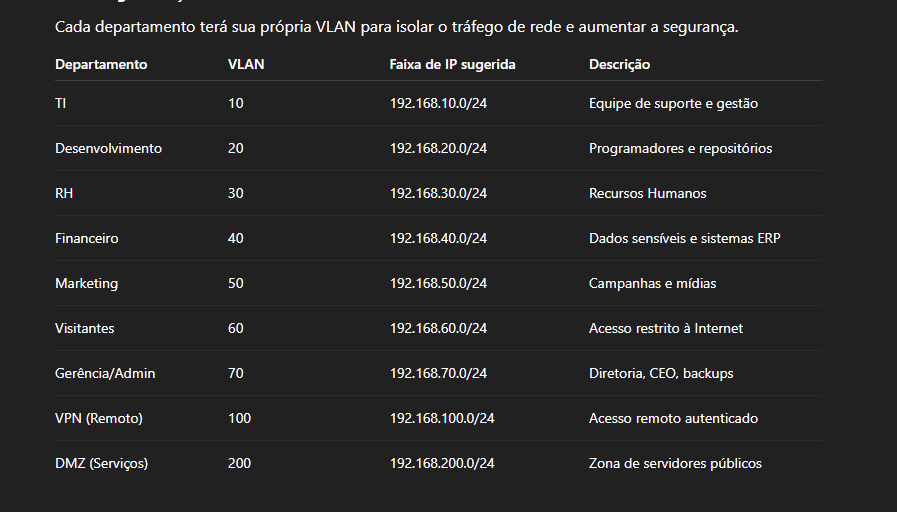 Cada departamento terá sua própria VLAN para isolar o tráfego de rede e aumentar a segurança.
Departamento VLAN Faixa de IP sugerida Descrição
TI 10 192.168.10.0/24 Equipe de suporte e gestão
Desenvolvimento 20 192.168.20.0/24 Programadores e repositórios
RH 30 192.168.30.0/24 Recursos Humanos
Financeiro 40 192.168.40.0/24 Dados sensíveis e sistemas ERP
Marketing 50 192.168.50.0/24 Campanhas e mídias
Visitantes 60 192.168.60.0/24 Acesso restrito à Internet
Gerência/Admin 70 192.168.70.0/24 Diretoria, CEO, backups
VPN (Remoto) 100 192.168.100.0/24 Acesso remoto autenticado
DMZ (Serviços) 200 192.168.200.0/24 Zona de servidores públicos